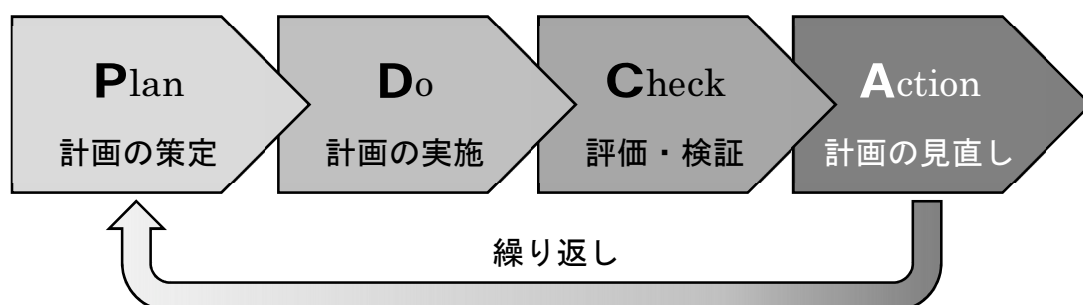 Plan
計画の策定
Do
計画の実施
Check
評価・検証
Action
計画の見直し
繰り返し